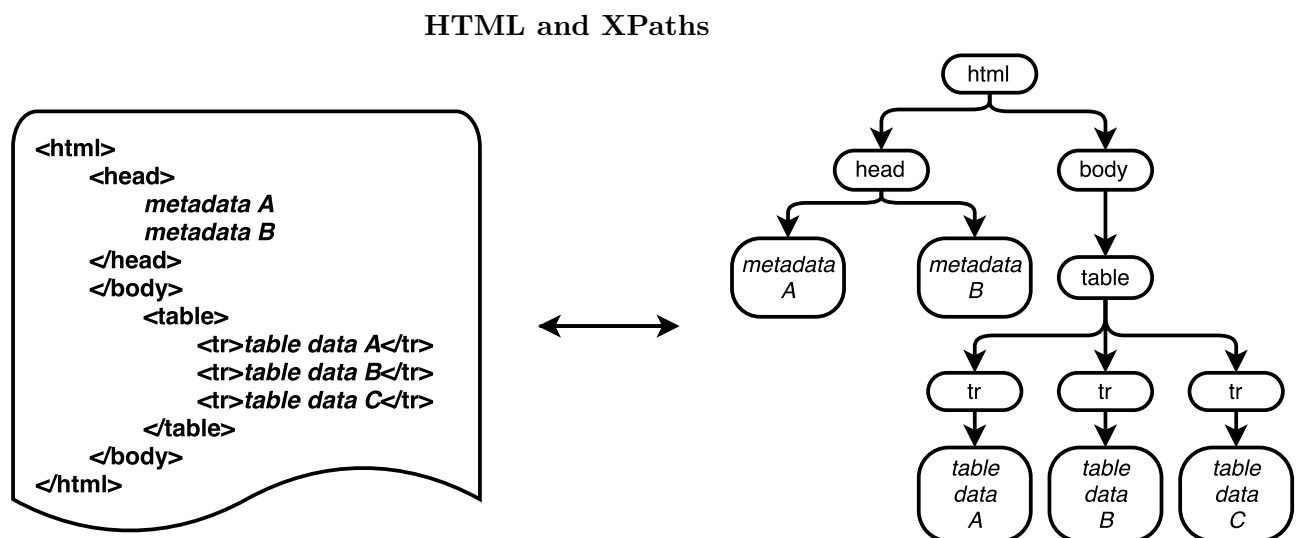 HTML and XPaths
<html>
<head>
metadata A
metadata B
</head>
</body>
<table>
<tr>table data A</tr>
<tr>table data B</tr>
<tr>table data C</tr>
</table>
</body>
</html>
html
head
body
metadata
A
metadata
B
table
tr
tr
tr
table
data
A
table
data
B
table
data
C